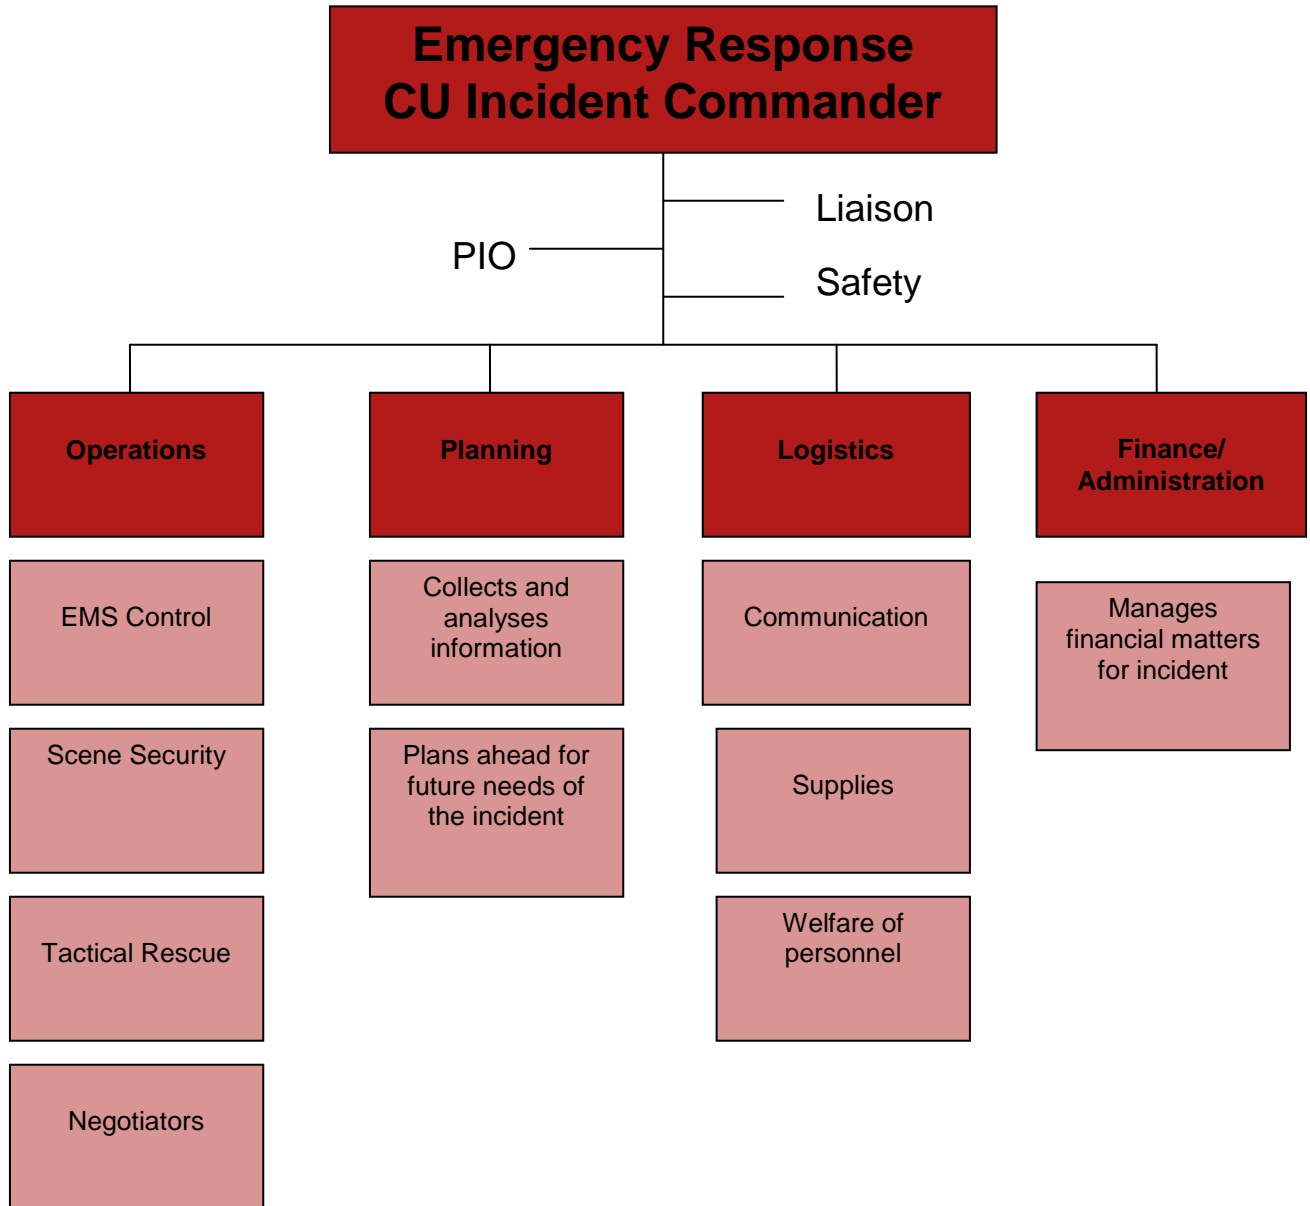 Emergency Response
CU Incident Commander
Liaison
PIO
Safety
Operations
Planning
Logistics
Finance/
Administration
EMS Control
Collects and
analyses
information
Communication
Manages
financial matters
for incident
Scene Security
Plans ahead for
future needs of
the incident
Supplies
Tactical Rescue
Welfare of
personnel
Negotiators